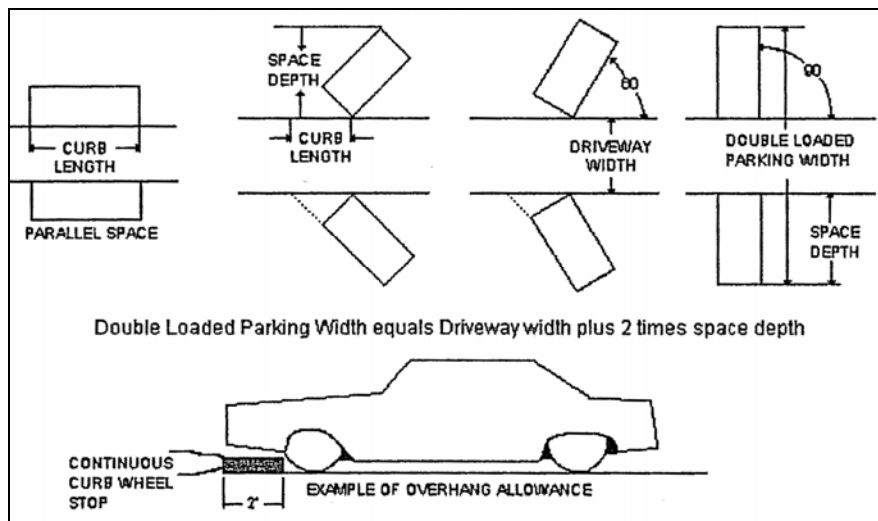 SPACE
DEPTH
CURB
LENGTH
PARALLEL SPACE
CURB
LENGTH
60
DRIVEWAY
WIDTH
90
DOUBLE LOADED
PARKING WIDTH
SPACE
DEPTH
Double Loaded Parking Width equals Driveway width plus 2 times space depth
CONTINUOUS
CURB WHEEL
STOP
2'
EXAMPLE OF OVERHANG ALLOWANCE